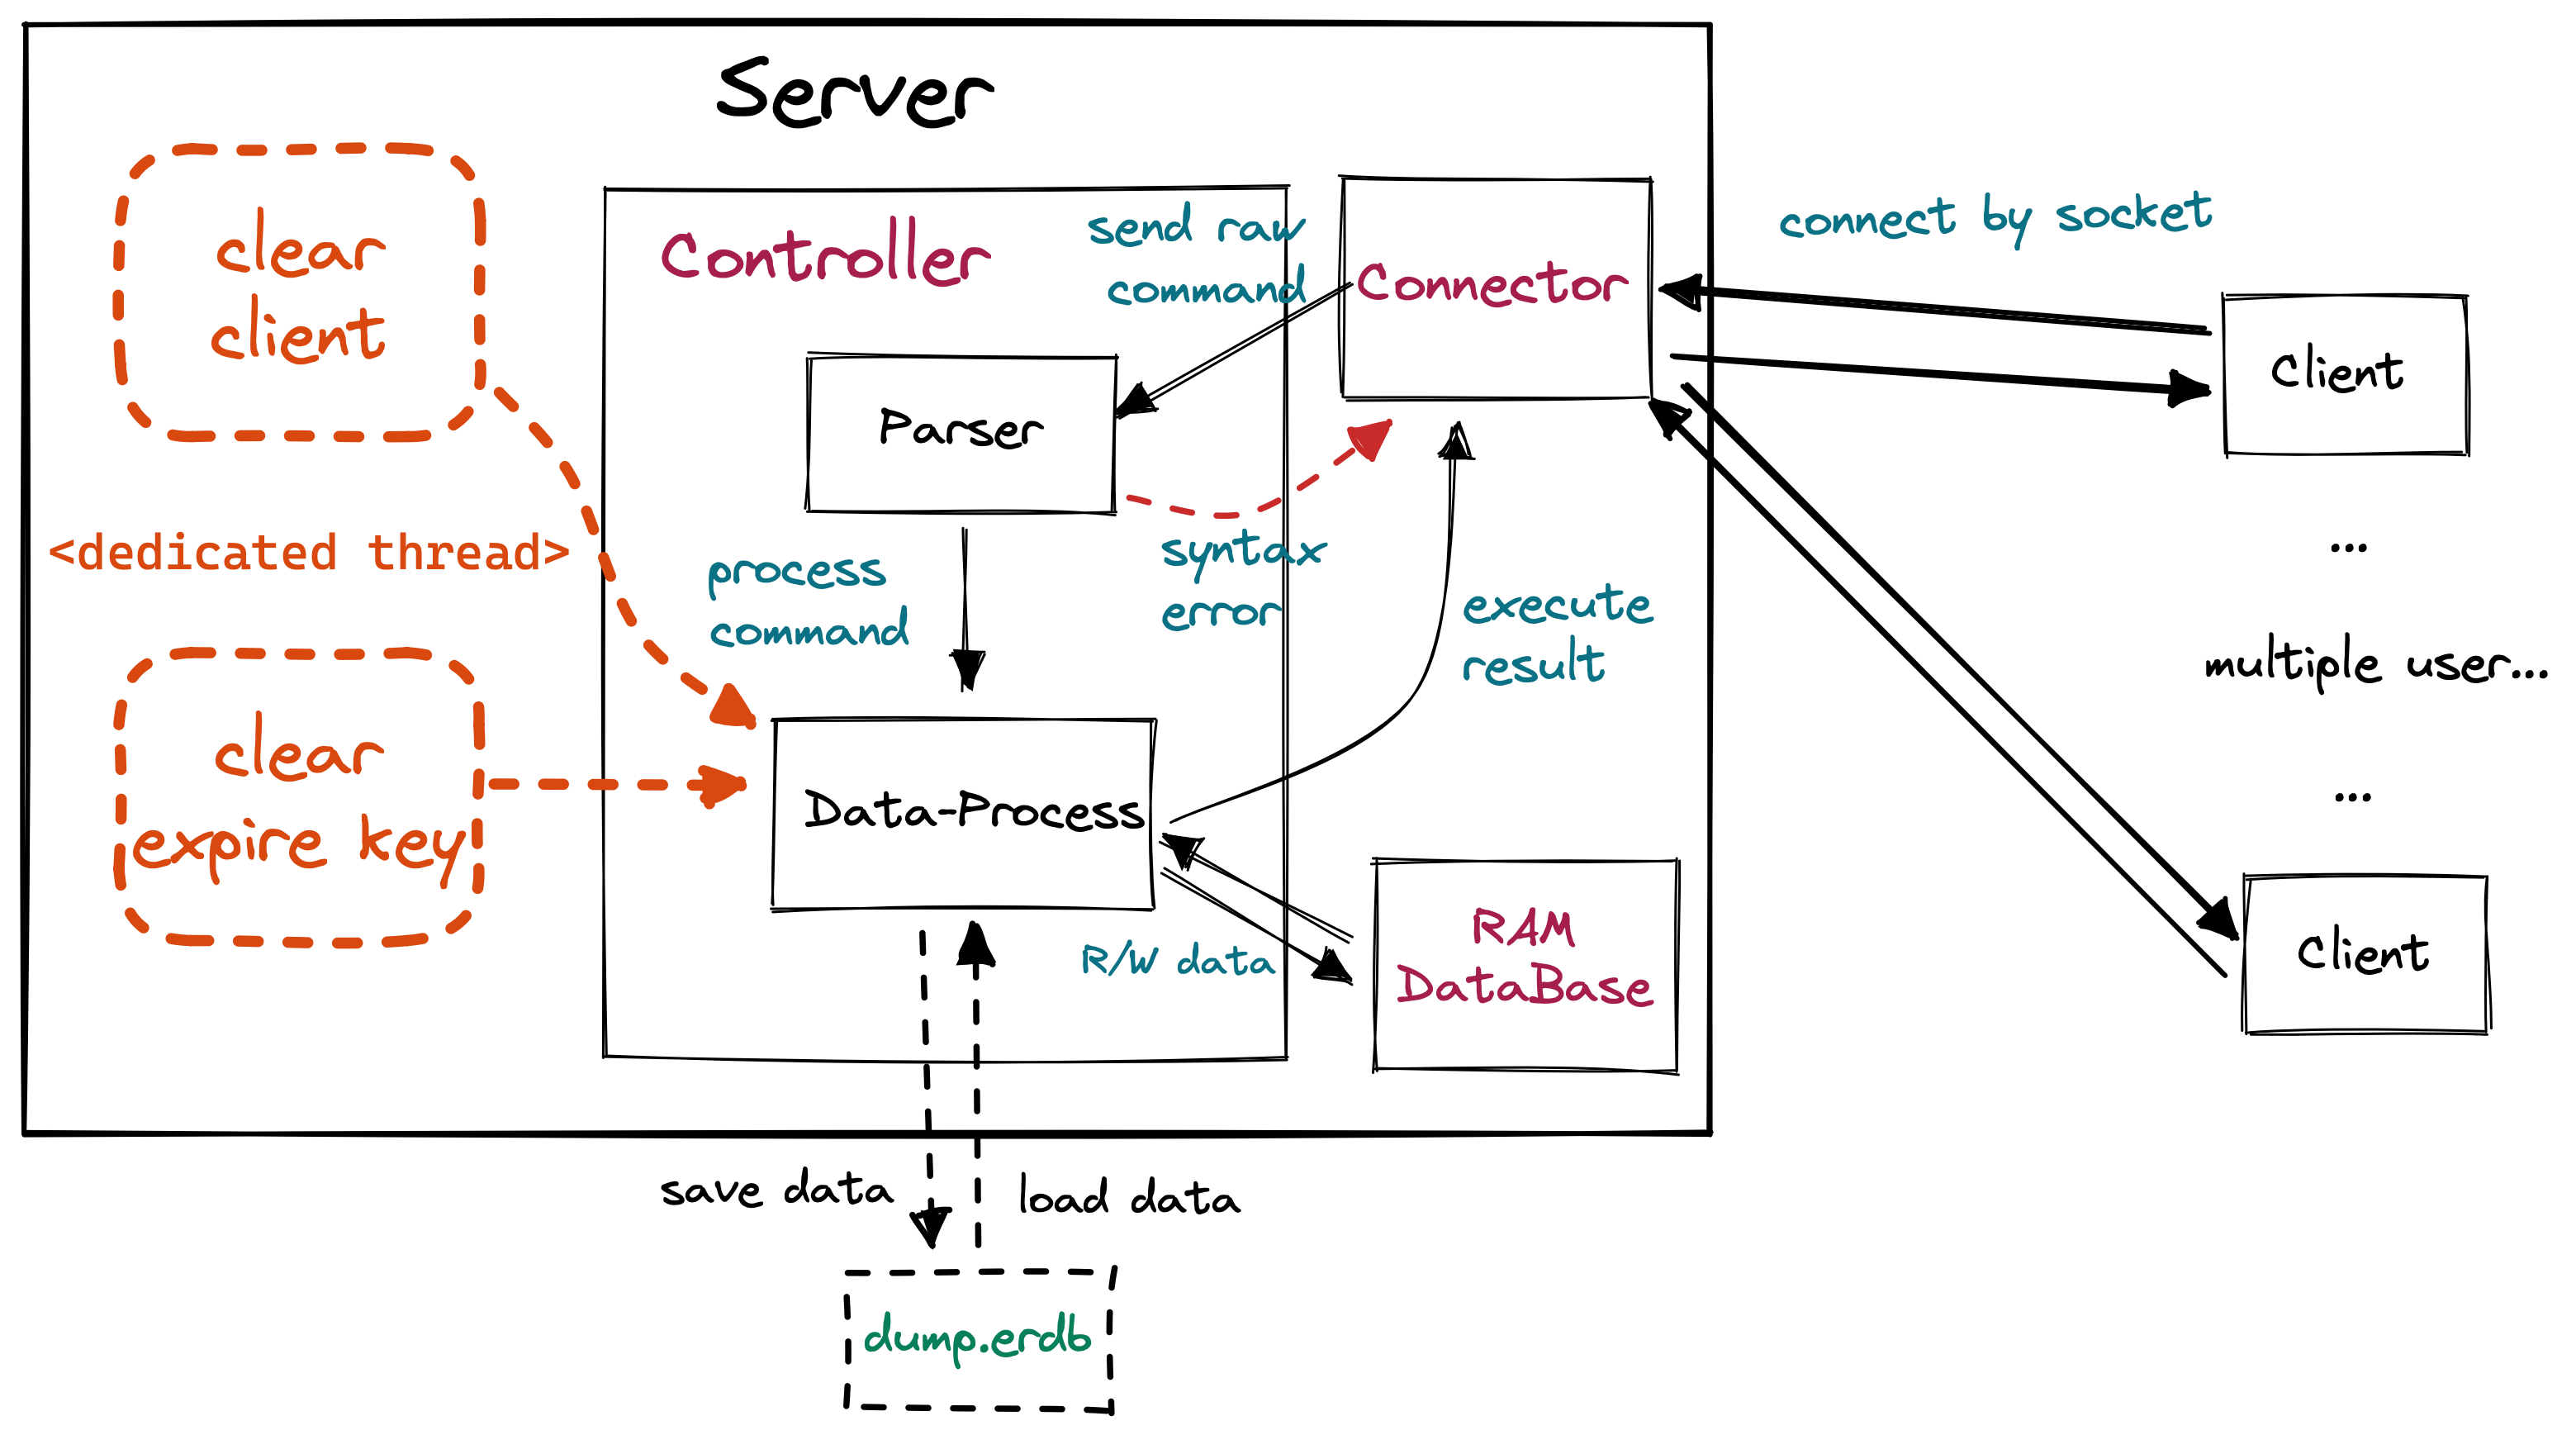 Server
clear
client
<dedicated thread>
clear
expire key
Controller
send raw
command
Connector
connect by socket
Parser
process
command
syntax
error
execute
result
Data-Process
R/W data
RAM
DataBase
Client
...
multiple user...
...
Client
save data
load data
dump.erdb